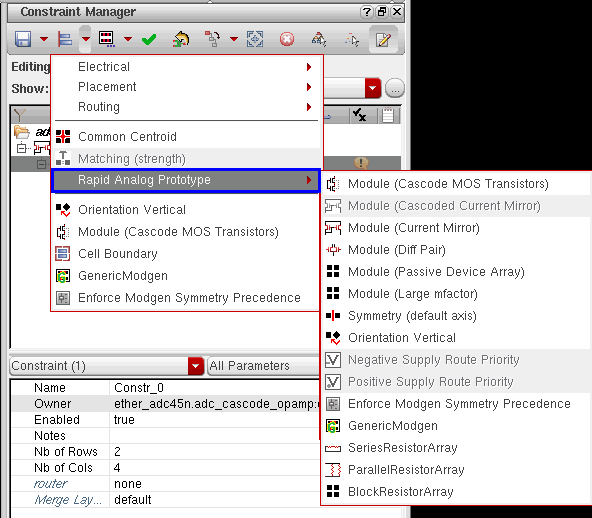 Constraint Manager
Editing
Show:
Electrical
Placement
Routing
Common Centroid
Matching (strength)
Rapid Analog Prototype
Orientation Vertical
Module (Cascode MOS Transistors)
Cell Boundary
GenericModgen
Enforce Modgen Symmetry Precedence
Module (Cascode MOS Transistors)
Module (Cascoded Current Mirror)
Module (Current Mirror)
Module (Diff Pair)
Module (Passive Device Array)
Module (Large mfactor)
Symmetry (default axis)
Orientation Vertical
Negative Supply Route Priority
Positive Supply Route Priority
Enforce Modgen Symmetry Precedence
GenericModgen
SeriesResistorArray
ParallelResistorArray
BlockResistorArray
Constraint (1)
All Parameters
Name Constr_0
Owner ether_adc45n.adc_cascode_opamp:
Enabled true
Notes
Nb of Rows 2
Nb of Cols 4
router none
Merge Lay... default